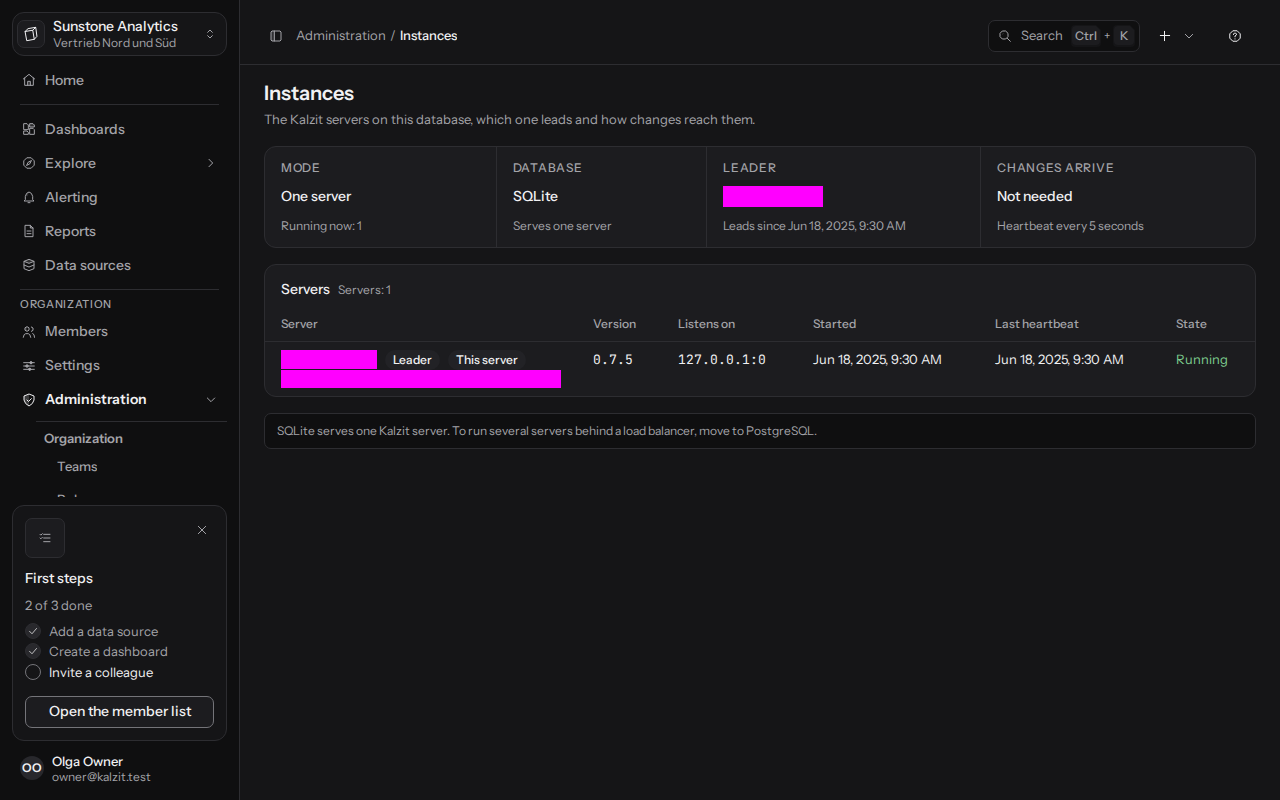 Sunstone Analytics
Vertrieb Nord und Süd
Home
Dashboards
Explore
Alerting
Reports
Data sources
ORGANIZATION
Members
Settings
Administration
Organization
Teams
First steps
2 of 3 done
Add a data source
Create a dashboard
Invite a colleague
Open the member list
OO
Olga Owner
owner@kalzit.test
Administration / Instances
Search Ctrl + K
Instances
The Kalzit servers on this database, which one leads and how changes reach them.
MODE
One server
Running now: 1
DATABASE
SQLite
Serves one server
LEADER
Leads since Jun 18, 2025, 9:30 AM
CHANGES ARRIVE
Not needed
Heartbeat every 5 seconds
Servers Servers: 1
Server Version Listens on Started Last heartbeat State
Leader This server 0.7.5 127.0.0.1:0 Jun 18, 2025, 9:30 AM Jun 18, 2025, 9:30 AM Running
SQLite serves one Kalzit server. To run several servers behind a load balancer, move to PostgreSQL.